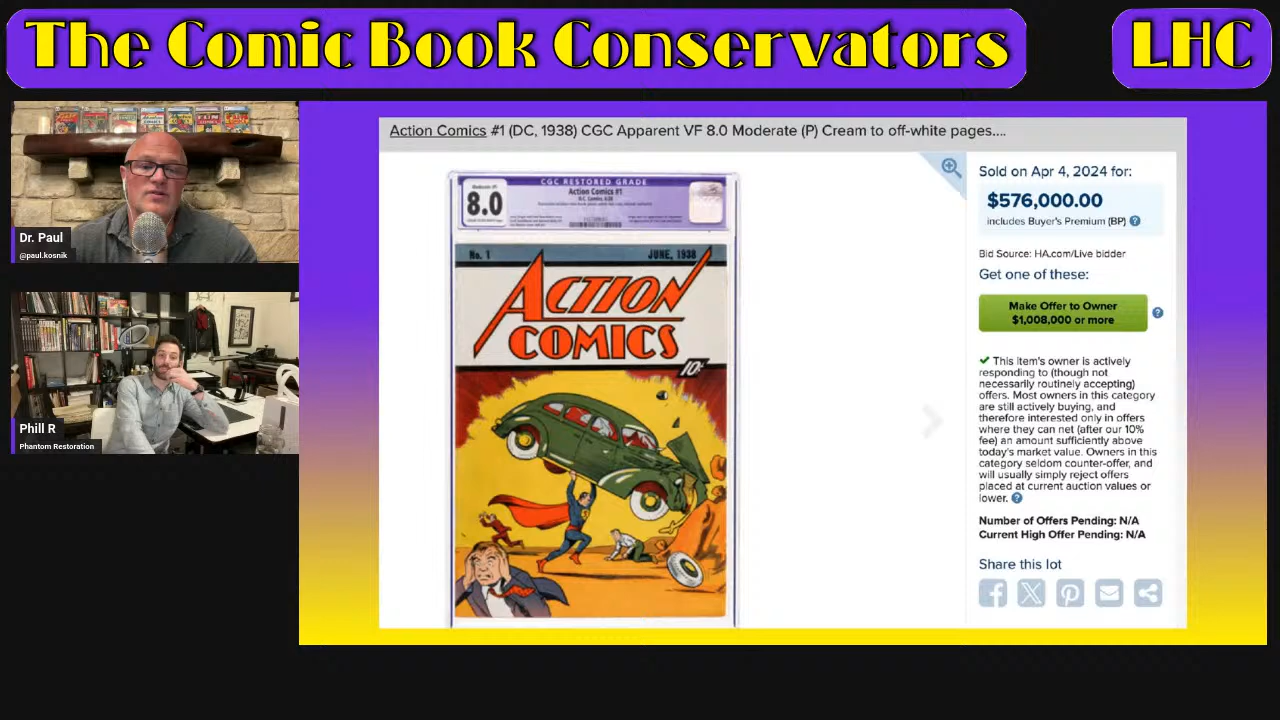 The Comic Book Conservators
LHC
Dr. Paul
@paul.kosnik
Phill R
Phantom Restoration
Action Comics #1 (DC, 1938) CGC Apparent VF 8.0 Moderate (P) Cream to off-white pages....
CGC RESTORED GRADE
8.0
Action Comics #1
D.C. Comics, 6/38
No. 1
JUNE, 1938
ACTION
COMICS
10¢
Sold on Apr 4, 2024 for:
$576,000.00
includes Buyer's Premium (BP) ?
Bid Source: HA.com/Live bidder
Get one of these:
Make Offer to Owner
$1,008,000 or more
?
This item's owner is actively
responding to (though not
necessarily routinely accepting)
offers. Most owners in this category
are still actively buying, and
therefore interested only in offers
where they can net (after our 10%
fee) an amount sufficiently above
today's market value. Owners in this
category seldom counter-offer, and
will usually simply reject offers
placed at current auction values or
lower. ?
Number of Offers Pending: N/A
Current High Offer Pending: N/A
Share this lot